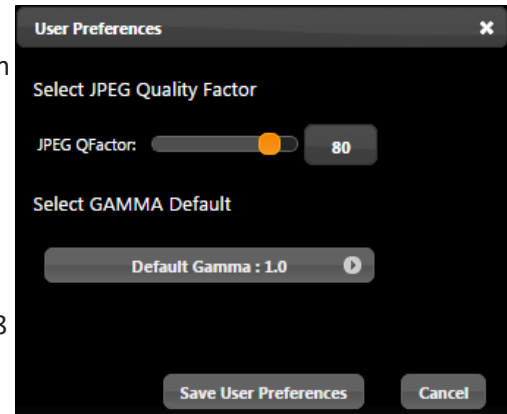 User Preferences
Select JPEG Quality Factor
JPEG QFactor:
80
Select GAMMA Default
Default Gamma : 1.0
Save User Preferences
Cancel